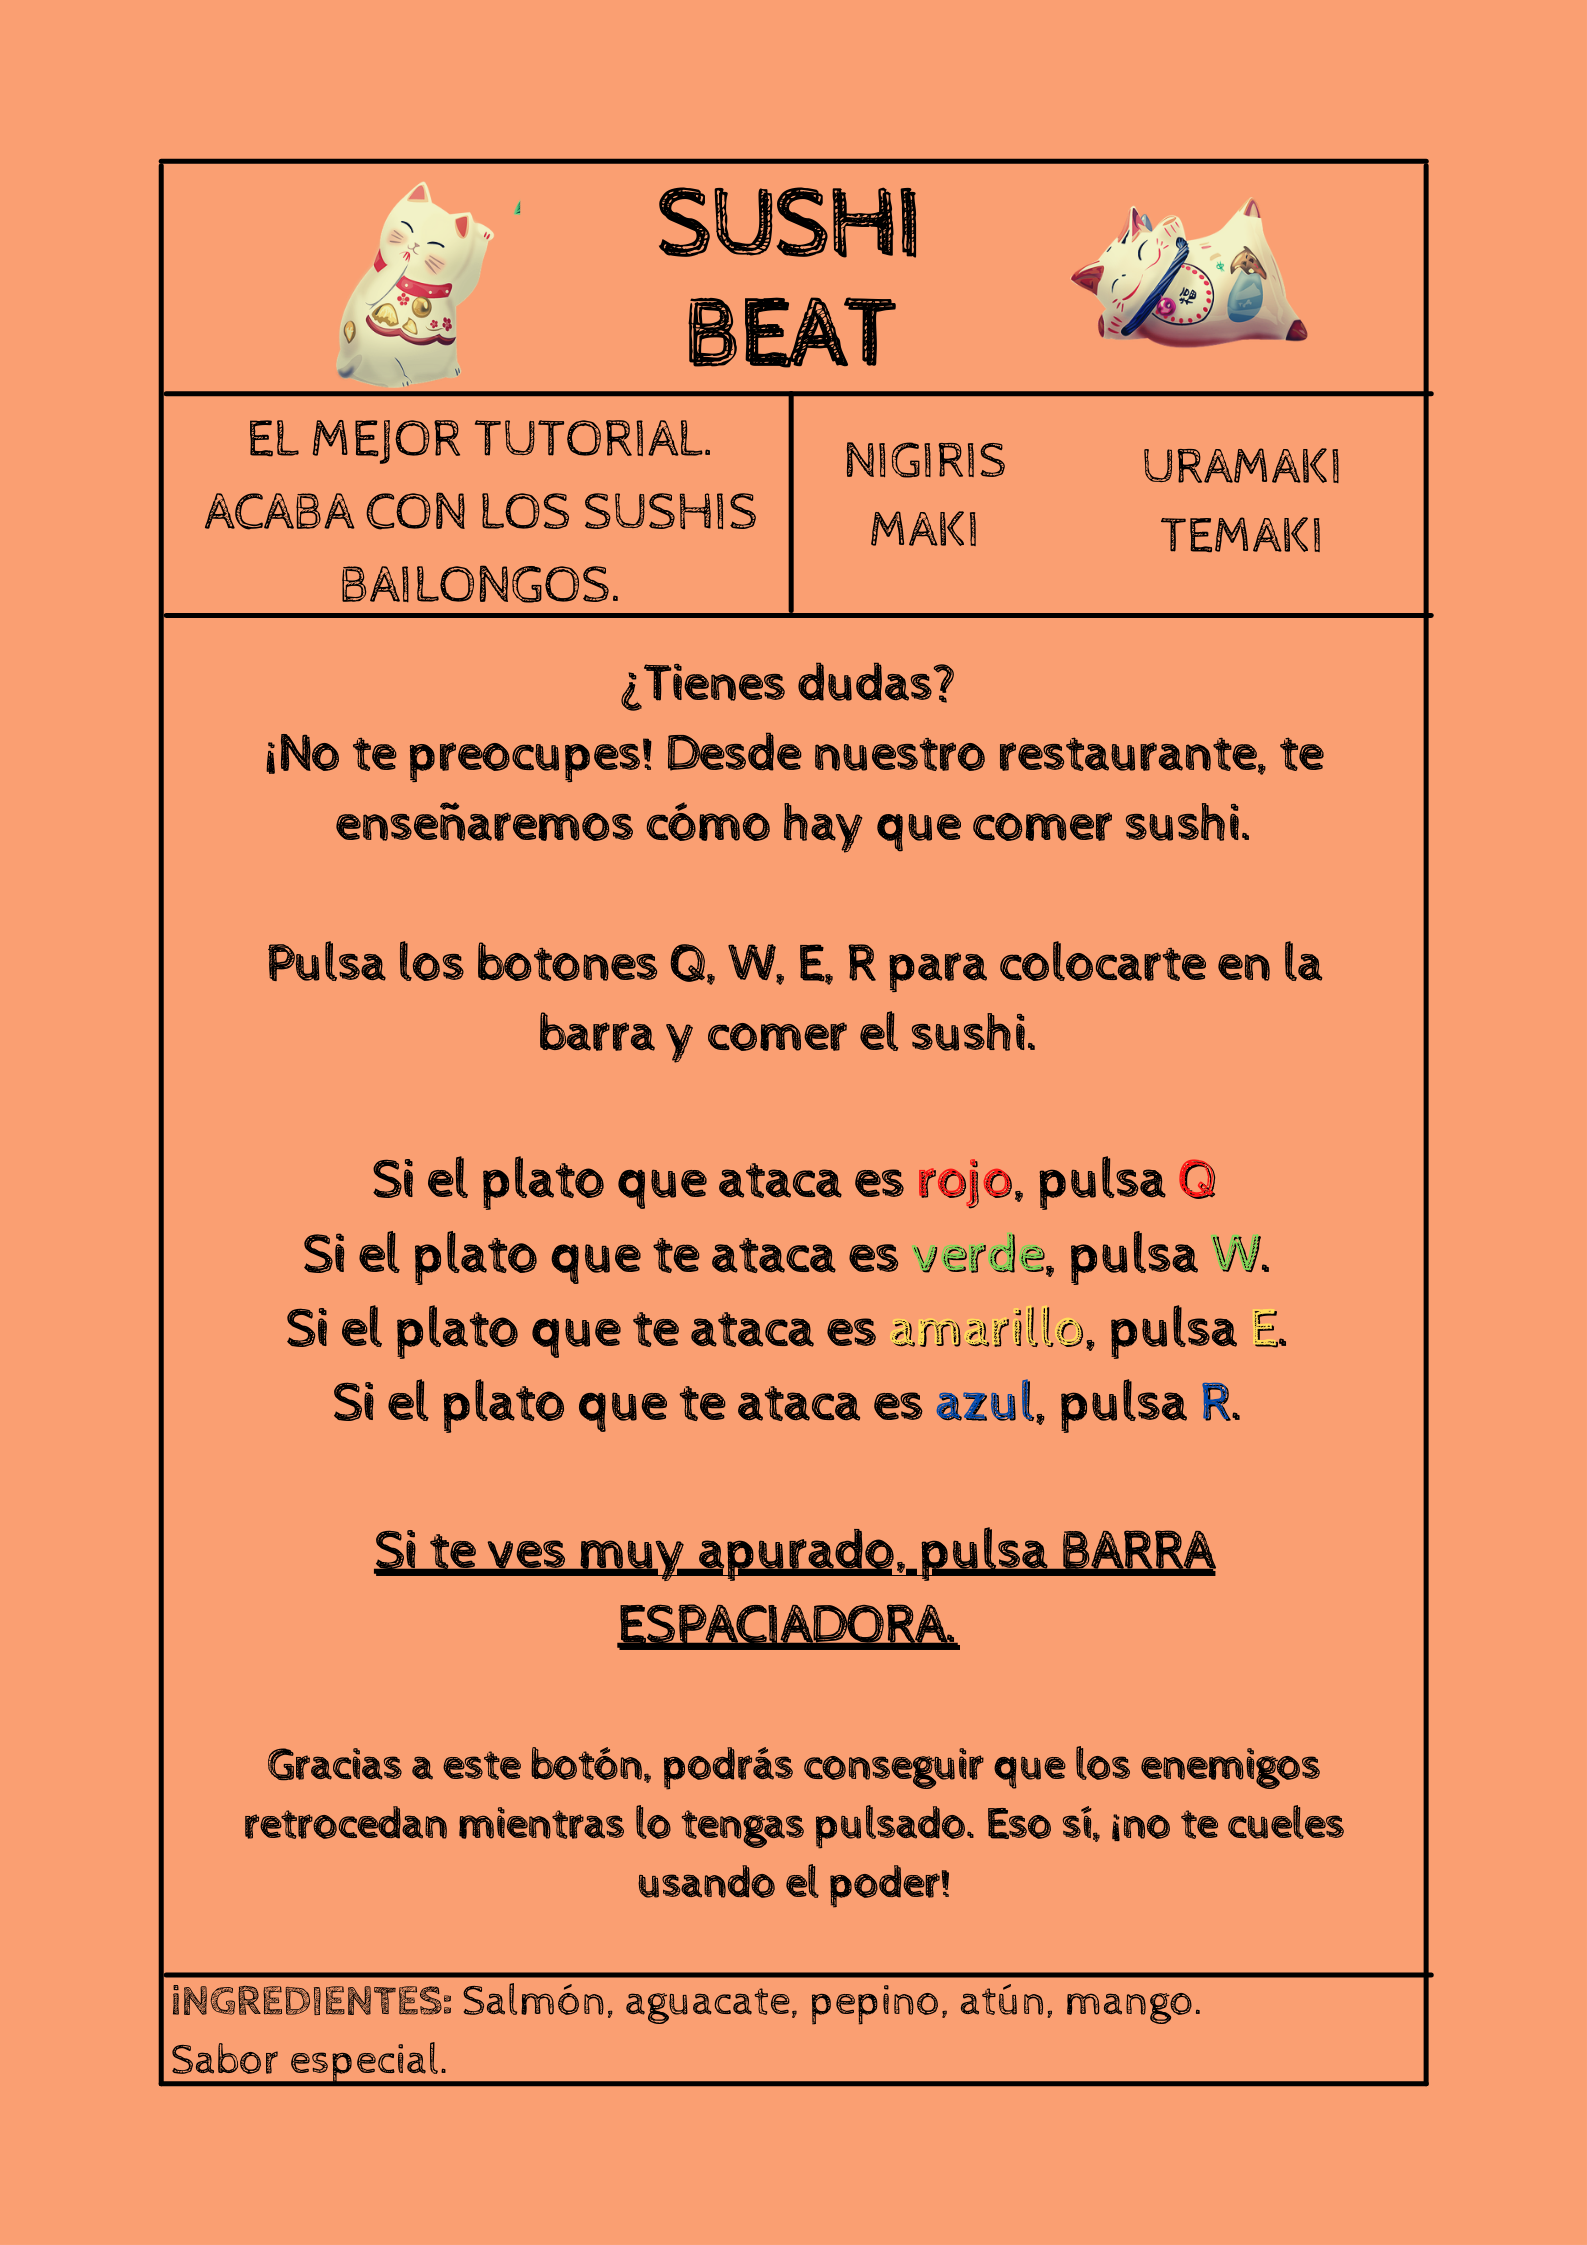 SUSHI
BEAT
EL MEJOR TUTORIAL.
ACABA CON LOS SUSHIS
BAILONGOS.
NIGIRIS
MAKI
URAMAKI
TEMAKI
¿Tienes dudas?
¡No te preocupes! Desde nuestro restaurante, te
enseñaremos cómo hay que comer sushi.
Pulsa los botones Q, W, E, R para colocarte en la
barra y comer el sushi.
Si el plato que ataca es rojo, pulsa Q
Si el plato que te ataca es verde, pulsa W.
Si el plato que te ataca es amarillo, pulsa E.
Si el plato que te ataca es azul, pulsa R.
Si te ves muy apurado, pulsa BARRA
ESPACIADORA.
Gracias a este botón, podrás conseguir que los enemigos
retrocedan mientras lo tengas pulsado. Eso sí, ¡no te cueles
usando el poder!
iNGREDIENTES: Salmón, aguacate, pepino, atún, mango.
Sabor especial.